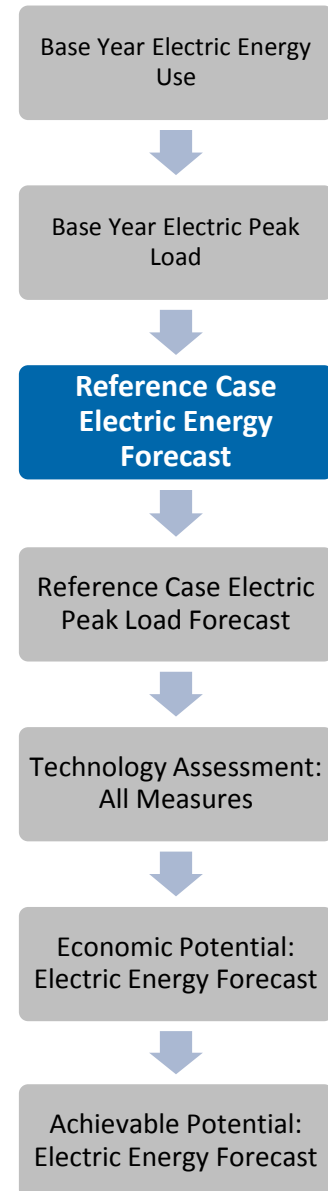 Base Year Electric Energy
Use
Base Year Electric Peak
Load
Reference Case
Electric Energy
Forecast
Reference Case Electric
Peak Load Forecast
Technology Assessment:
All Measures
Economic Potential:
Electric Energy Forecast
Achievable Potential:
Electric Energy Forecast